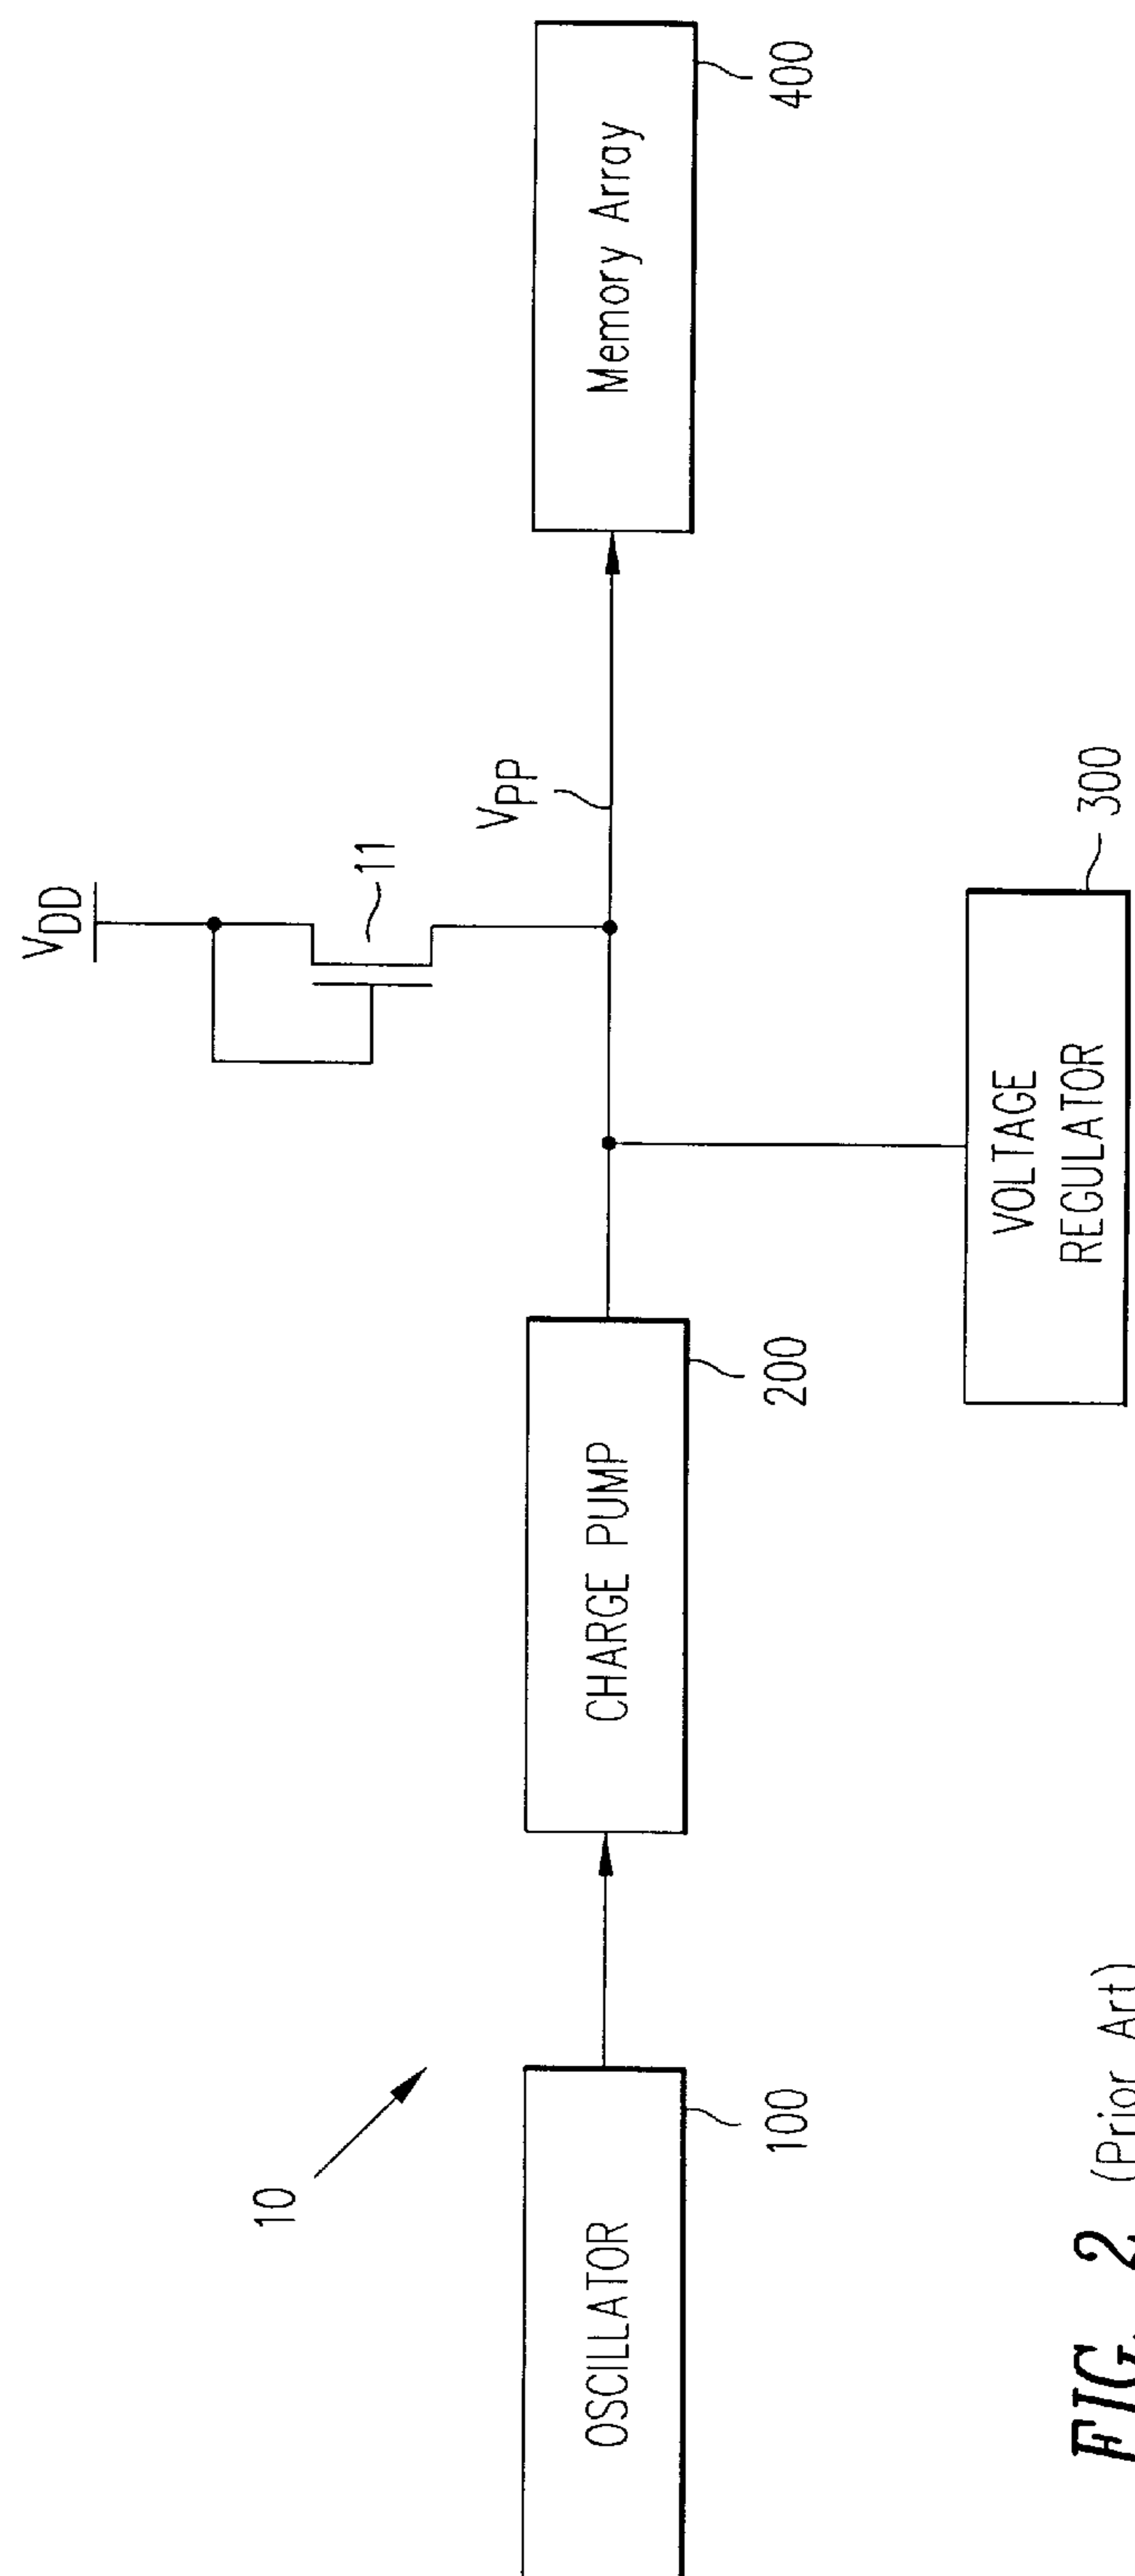 V_DD
11
V_PP
10
OSCILLATOR
100
CHARGE PUMP
200
Memory Array
400
VOLTAGE
REGULATOR
300
FIG. 2 (Prior Art)